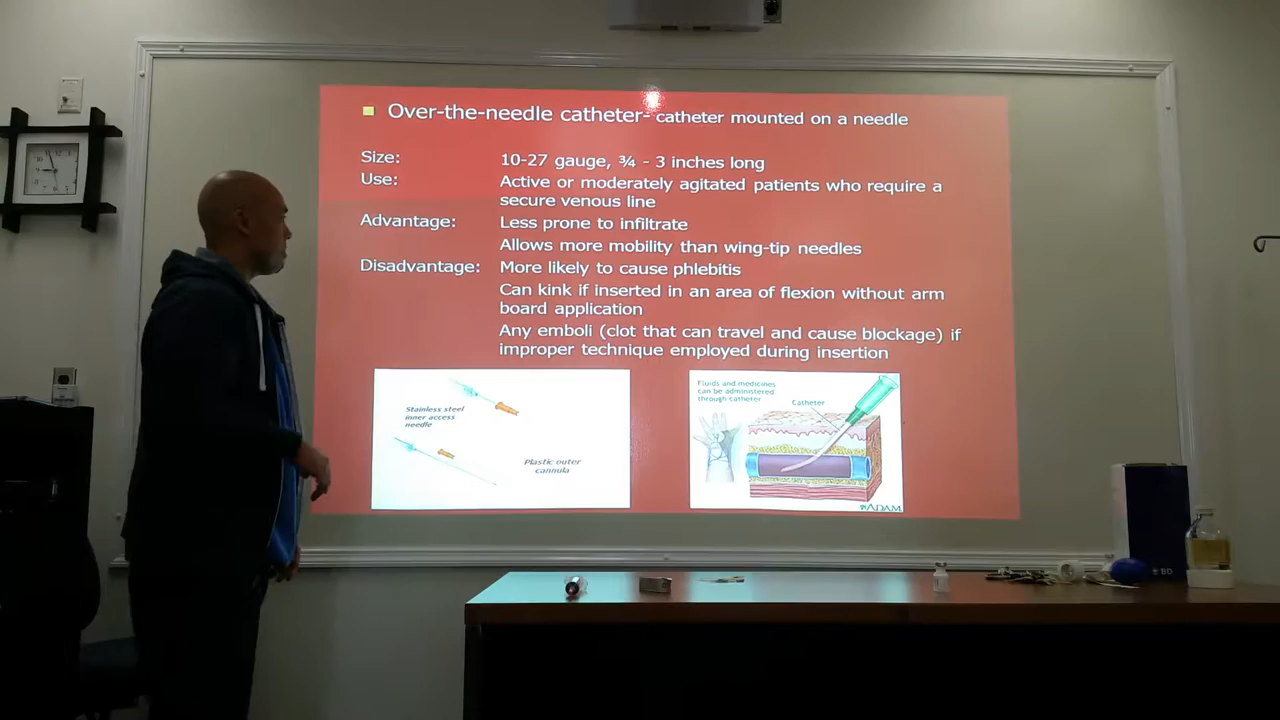 Over-the-needle catheter- catheter mounted on a needle
Size: 10-27 gauge, ¾ - 3 inches long
Use: Active or moderately agitated patients who require a
secure venous line
Advantage: Less prone to infiltrate
Allows more mobility than wing-tip needles
Disadvantage: More likely to cause phlebitis
Can kink if inserted in an area of flexion without arm
board application
Any emboli (clot that can travel and cause blockage) if
improper technique employed during insertion
Stainless steel
inner access
needle
Plastic outer
cannula
Fluids and medicines
can be administered
through catheter
Catheter
ADAM
BD